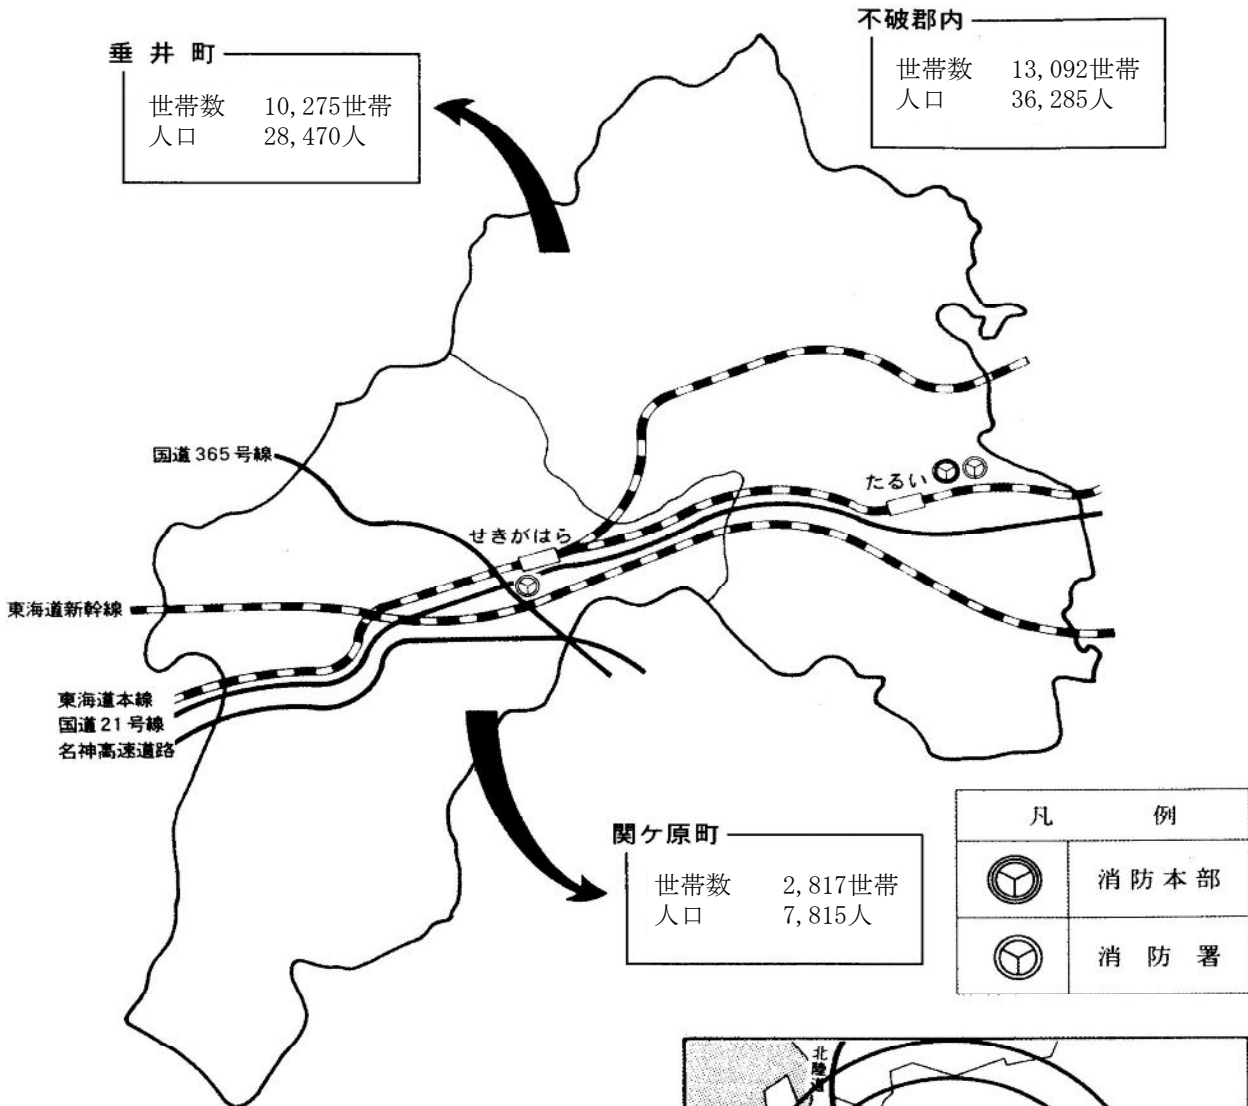 不破郡内
世帯数 13,092世帯
人口 36,285人
垂井町
世帯数 10,275世帯
人口 28,470人
国道365号線
たるい
せきがはら
東海道新幹線
東海道本線
国道21号線
名神高速道路
関ケ原町
世帯数 2,817世帯
人口 7,815人
凡例
消防本部
消防署
北陸道